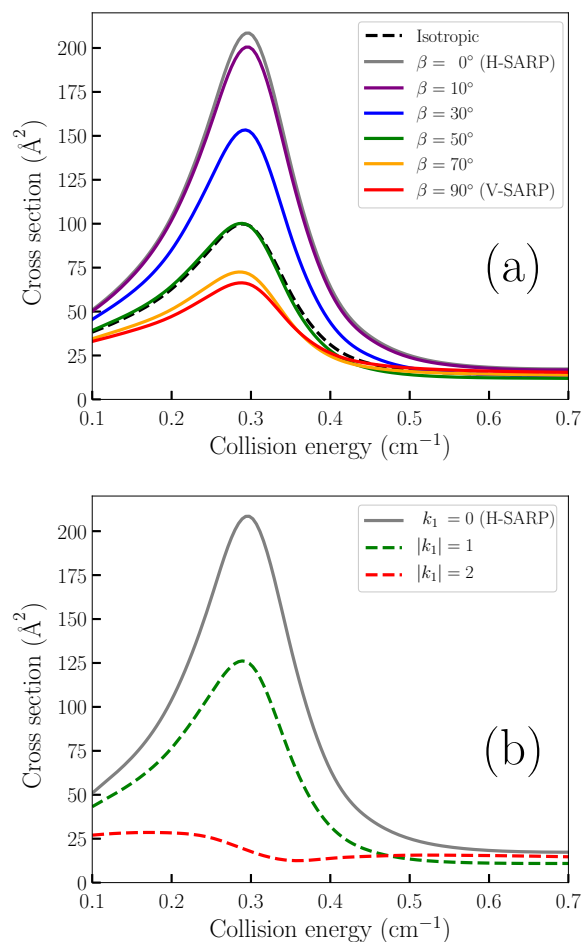 200
175
150
125
100
75
50
25
0
Cross section (Å²)
Isotropic
β = 0° (H-SARP)
β = 10°
β = 30°
β = 50°
β = 70°
β = 90° (V-SARP)
(a)
0.1 0.2 0.3 0.4 0.5 0.6 0.7
Collision energy (cm⁻¹)
200
175
150
125
100
75
50
25
0
Cross section (Å²)
k₁ = 0 (H-SARP)
|k₁| = 1
|k₁| = 2
(b)
0.1 0.2 0.3 0.4 0.5 0.6 0.7
Collision energy (cm⁻¹)